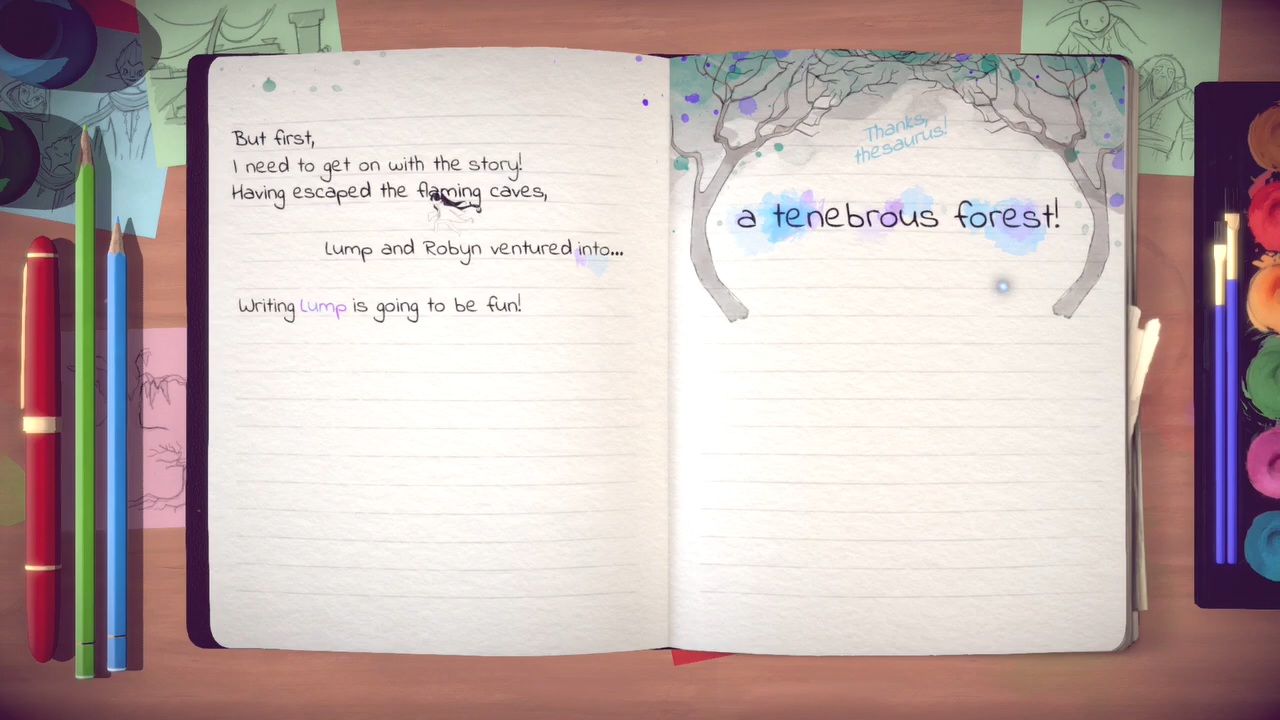 But first,
I need to get on with the story!
Having escaped the flaming caves,
Lump and Robyn ventured into...
Writing Lump is going to be fun!
Thanks,
thesaurus!
a tenebrous forest!